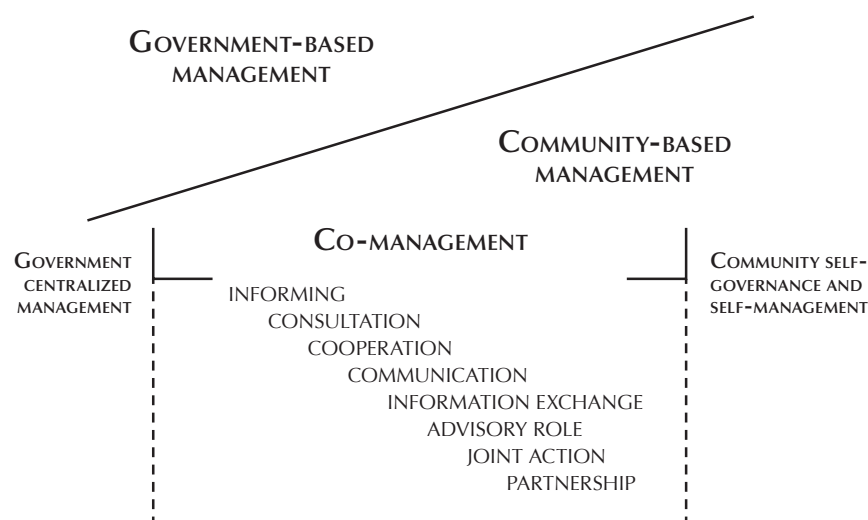 GOVERNMENT-BASED
MANAGEMENT
COMMUNITY-BASED
MANAGEMENT
CO-MANAGEMENT
GOVERNMENT
CENTRALIZED
MANAGEMENT
COMMUNITY SELF-
GOVERNANCE AND
SELF-MANAGEMENT
INFORMING
CONSULTATION
COOPERATION
COMMUNICATION
INFORMATION EXCHANGE
ADVISORY ROLE
JOINT ACTION
PARTNERSHIP